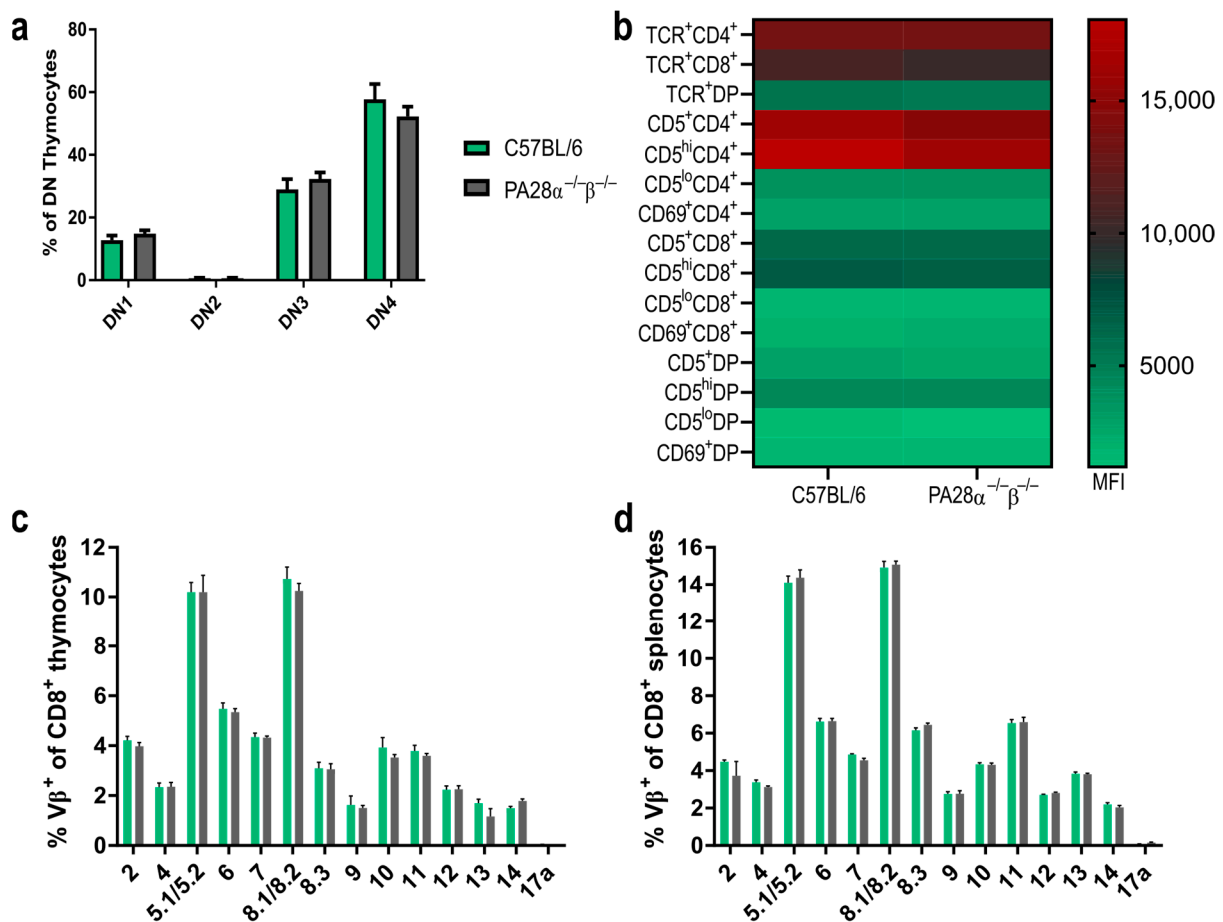 a
80
60
40
20
0
% of DN Thymocytes
DN1
DN2
DN3
DN4
C57BL/6
PA28α⁻/⁻β⁻/⁻
b
TCR⁺CD4⁺
TCR⁺CD8⁺
TCR⁺DP
CD5⁺CD4⁺
CD5ʰⁱCD4⁺
CD5ˡᵒCD4⁺
CD69⁺CD4⁺
CD5⁺CD8⁺
CD5ʰⁱCD8⁺
CD5ˡᵒCD8⁺
CD69⁺CD8⁺
CD5⁺DP
CD5ʰⁱDP
CD5ˡᵒDP
CD69⁺DP
C57BL/6
PA28α⁻/⁻β⁻/⁻
15,000
10,000
5000
MFI
c
% Vβ⁺ of CD8⁺ thymocytes
12
10
8
6
4
2
0
2
4
5.1/5.2
6
7
8.1/8.2
8.3
9
10
11
12
13
14
17a
d
% Vβ⁺ of CD8⁺ splenocytes
16
14
12
10
8
6
4
2
0
2
4
5.1/5.2
6
7
8.1/8.2
8.3
9
10
11
12
13
14
17a